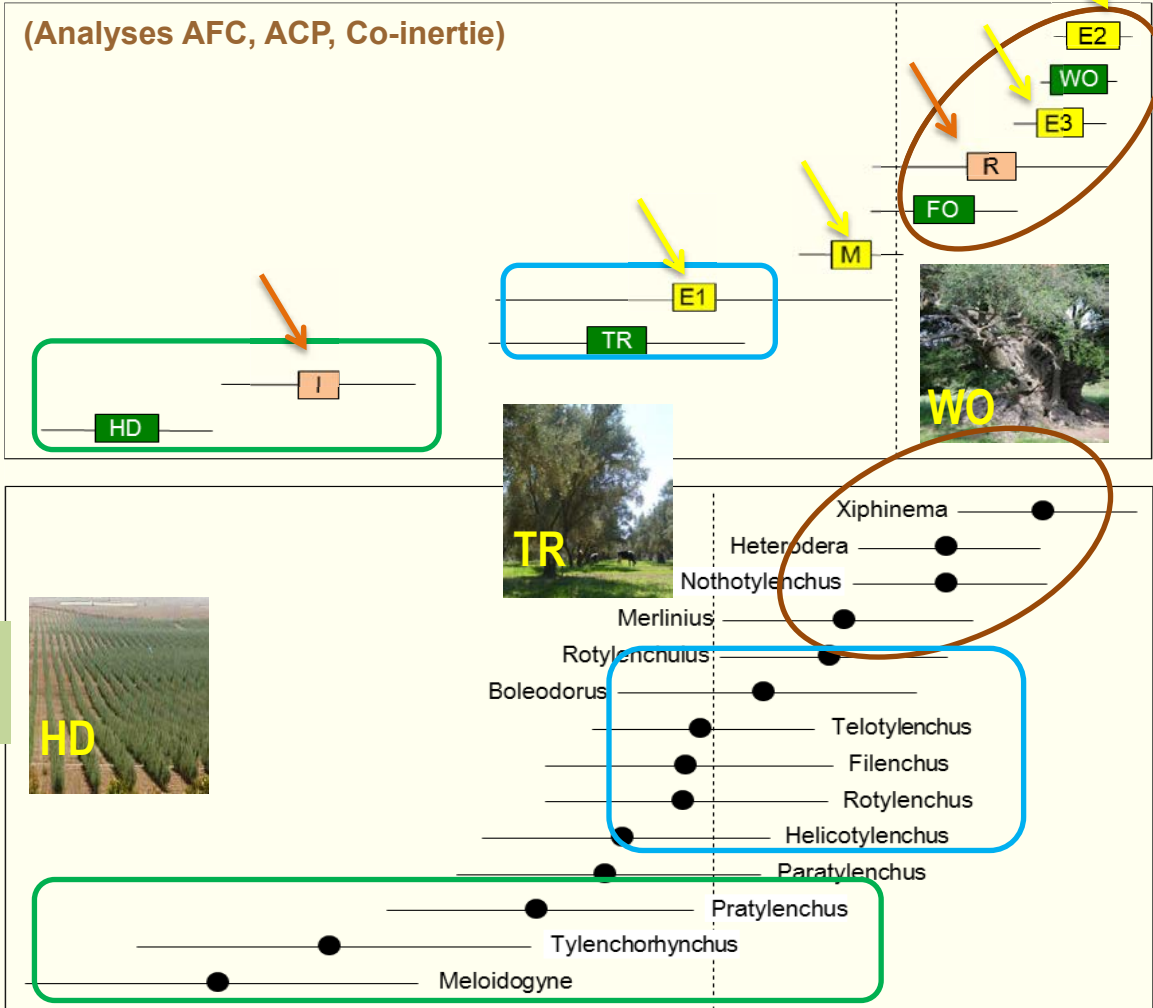 (Analyses AFC, ACP, Co-inertie)
E2
WO
E3
R
FO
M
E1
TR
I
HD
WO
TR
HD
Xiphinema
Heterodera
Nothotylenchus
Merlinius
Rotylenchulus
Boleodorus
Telotylenchus
Filenchus
Rotylenchus
Helicotylenchus
Paratylenchus
Pratylenchus
Tylenchorhynchus
Meloidogyne